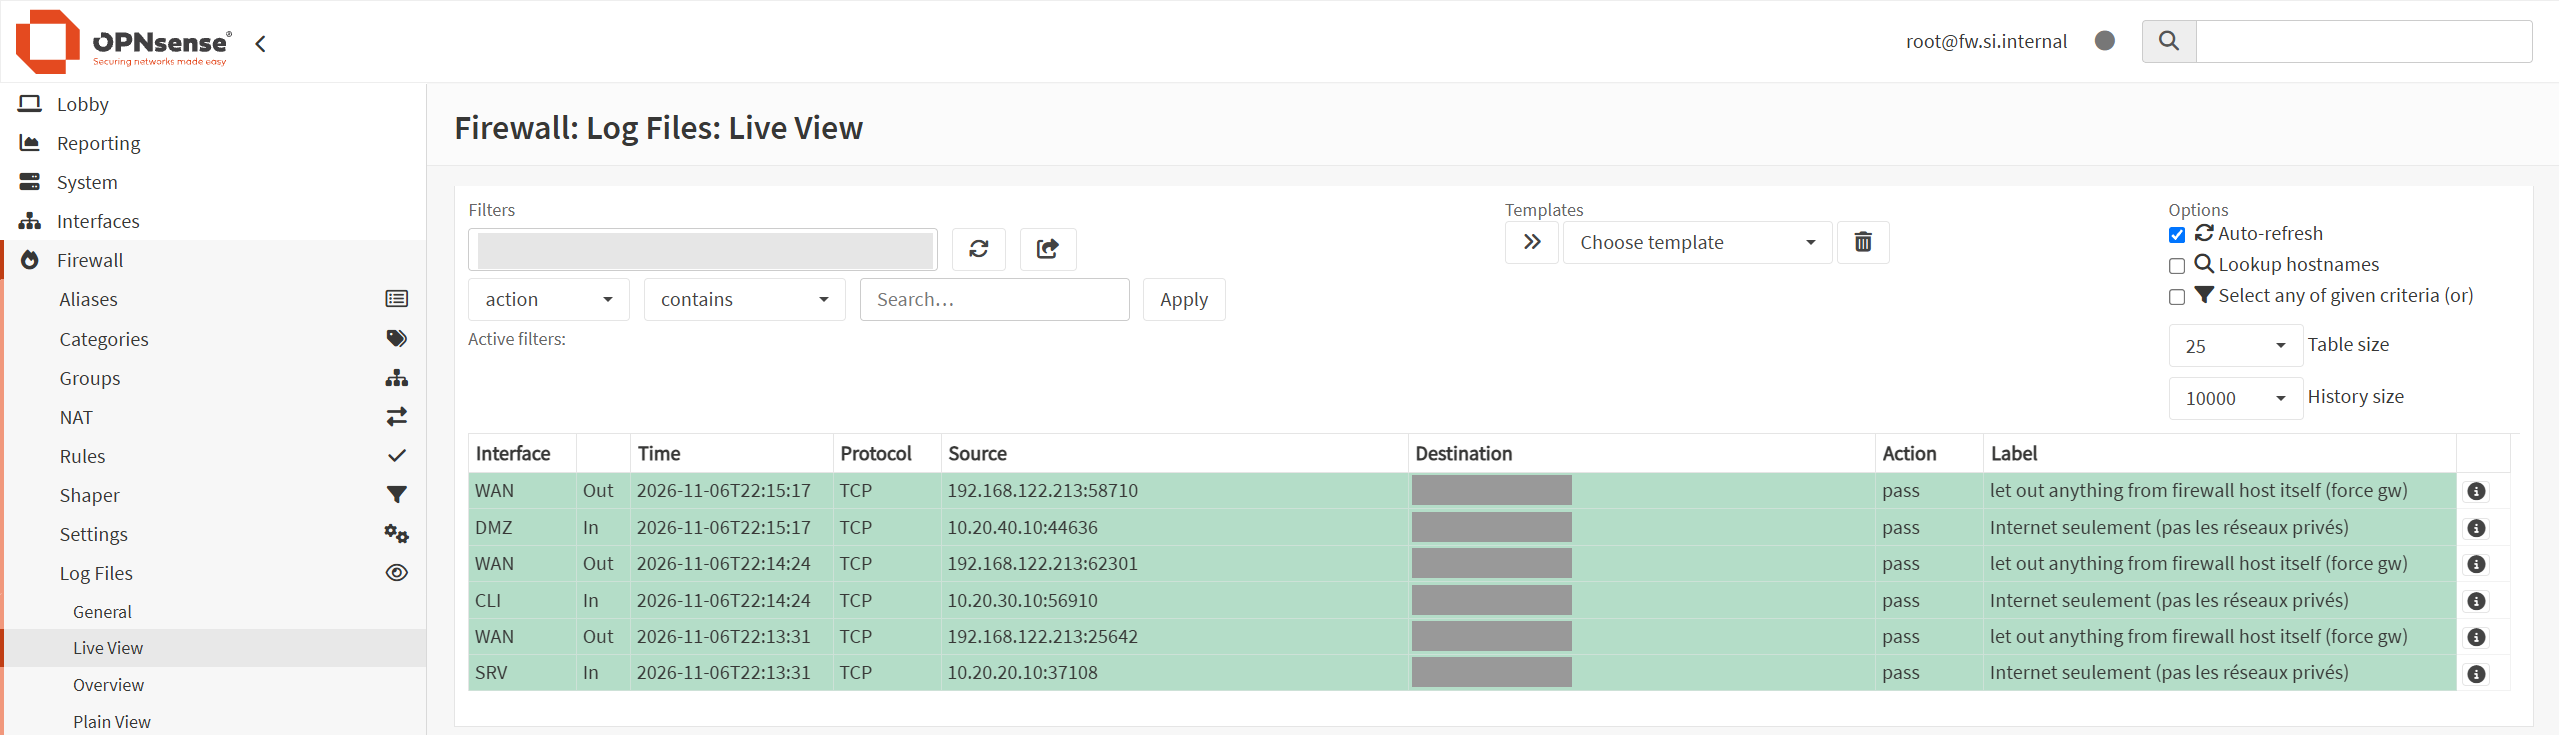 OPNsense®
Securing networks made easy
root@fw.si.internal
Lobby
Reporting
System
Interfaces
Firewall
Aliases
Categories
Groups
NAT
Rules
Shaper
Settings
Log Files
General
Live View
Overview
Plain View
Firewall: Log Files: Live View
Filters
action
contains
Search...
Apply
Active filters:
Templates
Choose template
Options
Auto-refresh
Lookup hostnames
Select any of given criteria (or)
25 Table size
10000 History size
Interface Time Protocol Source Destination Action Label
WAN Out 2026-11-06T22:15:17 TCP 192.168.122.213:58710 pass let out anything from firewall host itself (force gw)
DMZ In 2026-11-06T22:15:17 TCP 10.20.40.10:44636 pass Internet seulement (pas les réseaux privés)
WAN Out 2026-11-06T22:14:24 TCP 192.168.122.213:62301 pass let out anything from firewall host itself (force gw)
CLI In 2026-11-06T22:14:24 TCP 10.20.30.10:56910 pass Internet seulement (pas les réseaux privés)
WAN Out 2026-11-06T22:13:31 TCP 192.168.122.213:25642 pass let out anything from firewall host itself (force gw)
SRV In 2026-11-06T22:13:31 TCP 10.20.20.10:37108 pass Internet seulement (pas les réseaux privés)